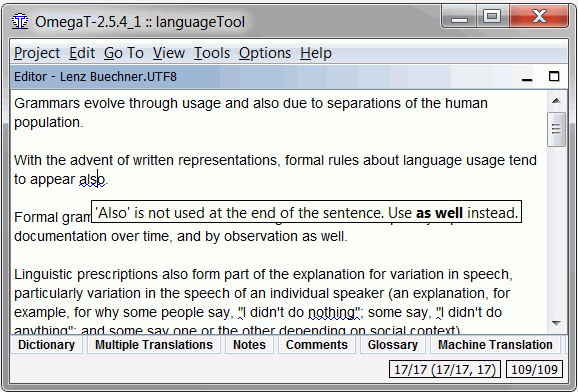 OmegaT-2.5.4_1 :: languageTool
Project Edit Go To View Tools Options Help
Editor - Lenz Buechner.UTF8
Grammars evolve through usage and also due to separations of the human
population.
With the advent of written representations, formal rules about language usage tend
to appear also.
'Also' is not used at the end of the sentence. Use as well instead.
Formal gram
documentation over time, and by observation as well.
Linguistic prescriptions also form part of the explanation for variation in speech,
particularly variation in the speech of an individual speaker (an explanation, for
example, for why some people say, "I didn't do nothing"; some say, "I didn't do
anything"; and some say one or the other depending on social context).
Dictionary Multiple Translations Notes Comments Glossary Machine Translation
17/17 (17/17, 17) 109/109